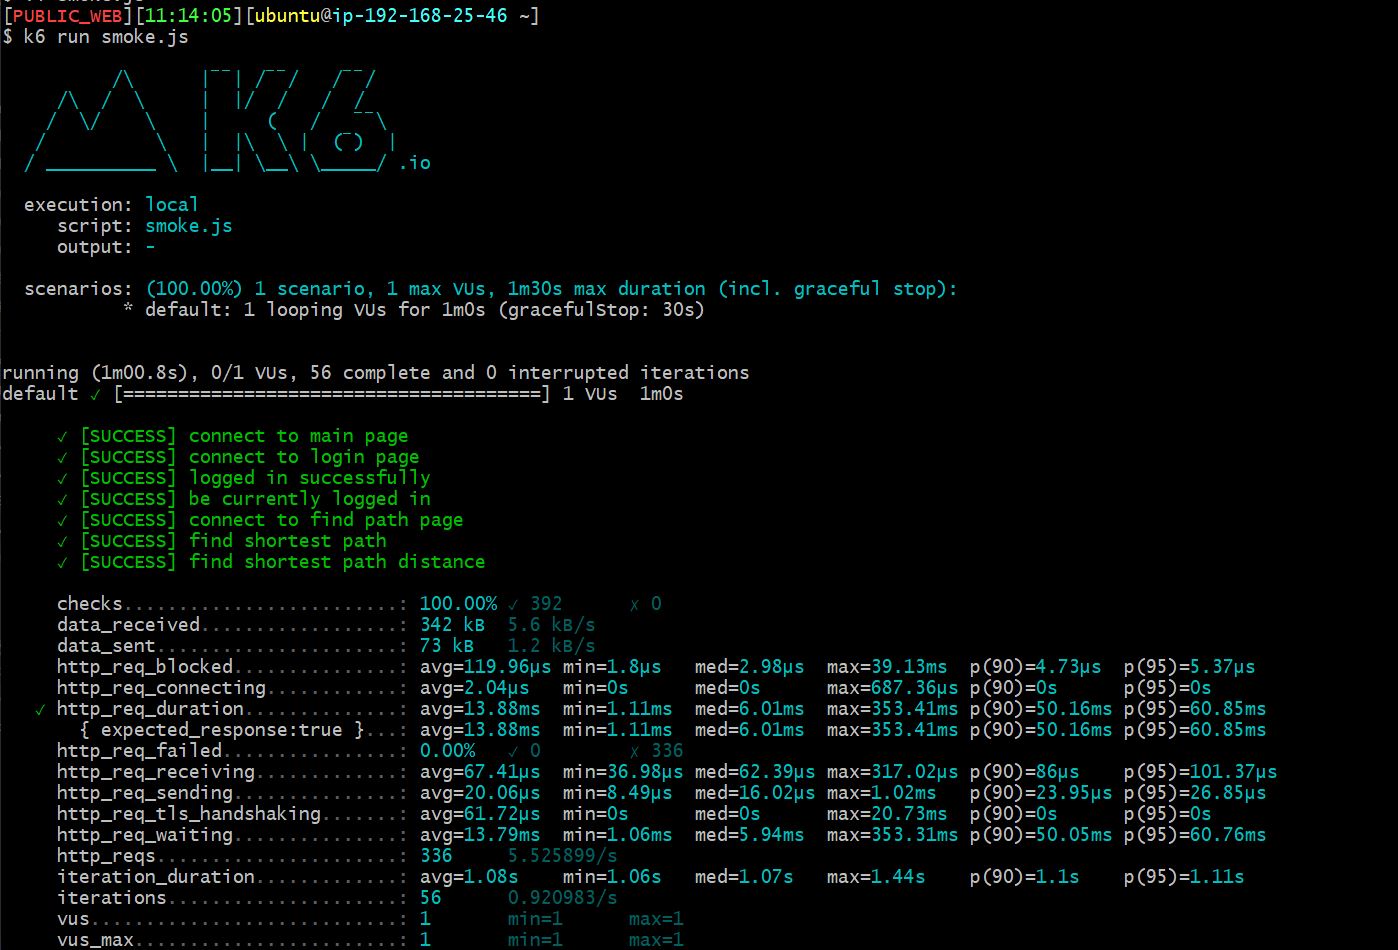 [PUBLIC_WEB][11:14:05][ubuntu@ip-192-168-25-46 ~]
$ k6 run smoke.js
.io
execution: local
script: smoke.js
output: -
scenarios: (100.00%) 1 scenario, 1 max VUs, 1m30s max duration (incl. graceful stop):
* default: 1 looping VUs for 1m0s (gracefulStop: 30s)
running (1m00.8s), 0/1 VUs, 56 complete and 0 interrupted iterations
default ✓ [======================================] 1 VUs  1m0s
✓ [SUCCESS] connect to main page
✓ [SUCCESS] connect to login page
✓ [SUCCESS] logged in successfully
✓ [SUCCESS] be currently logged in
✓ [SUCCESS] connect to find path page
✓ [SUCCESS] find shortest path
✓ [SUCCESS] find shortest path distance
checks.........................: 100.00% ✓ 392 ✗ 0
data_received..................: 342 kB 5.6 kB/s
data_sent......................: 73 kB 1.2 kB/s
http_req_blocked...............: avg=119.96µs min=1.8µs med=2.98µs max=39.13ms p(90)=4.73µs p(95)=5.37µs
http_req_connecting............: avg=2.04µs min=0s med=0s max=687.36µs p(90)=0s p(95)=0s
✓ http_req_duration..............: avg=13.88ms min=1.11ms med=6.01ms max=353.41ms p(90)=50.16ms p(95)=60.85ms
{ expected_response:true }...: avg=13.88ms min=1.11ms med=6.01ms max=353.41ms p(90)=50.16ms p(95)=60.85ms
http_req_failed................: 0.00% ✓ 0 ✗ 336
http_req_receiving.............: avg=67.41µs min=36.98µs med=62.39µs max=317.02µs p(90)=86µs p(95)=101.37µs
http_req_sending...............: avg=20.06µs min=8.49µs med=16.02µs max=1.02ms p(90)=23.95µs p(95)=26.85µs
http_req_tls_handshaking.......: avg=61.72µs min=0s med=0s max=20.73ms p(90)=0s p(95)=0s
http_req_waiting...............: avg=13.79ms min=1.06ms med=5.94ms max=353.31ms p(90)=50.05ms p(95)=60.76ms
http_reqs......................: 336 5.525899/s
iteration_duration.............: avg=1.08s min=1.06s med=1.07s max=1.44s p(90)=1.1s p(95)=1.11s
iterations.....................: 56 0.920983/s
vus............................: 1 min=1 max=1
vus_max........................: 1 min=1 max=1